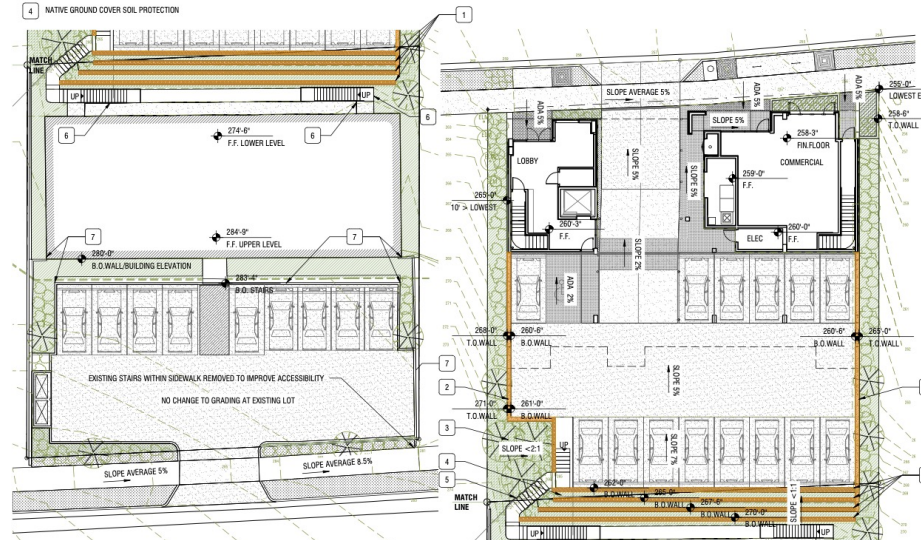 4 NATIVE GROUND COVER SOIL PROTECTION
1
MATCH
LINE
UP
UP
6
6
6
274'-6"
F.F. LOWER LEVEL
284'-9"
F.F. UPPER LEVEL
7
7
280'-0"
B.O.WALL/BUILDING ELEVATION
283'-4"
B.O. STAIRS
7
EXISTING STAIRS WITHIN SIDEWALK REMOVED TO IMPROVE ACCESSIBILITY
NO CHANGE TO GRADING AT EXISTING LOT
SLOPE AVERAGE 5%
SLOPE AVERAGE 8.5%
SLOPE AVERAGE 5%
255'-0"
LOWEST E
258'-6"
T.O.WALL
ADA 5%
ADA 5%
ADA 5%
SLOPE 5%
258'-3"
FIN.FLOOR
COMMERCIAL
LOBBY
SLOPE 5%
SLOPE 5%
259'-0"
F.F.
265'-0"
10' > LOWEST
260'-3"
F.F.
ELEC
260'-0"
F.F.
SLOPE 2%
ADA 2%
268'-0"
T.O.WALL
260'-6"
B.O.WALL
260'-6"
B.O.WALL
265'-0"
T.O.WALL
SLOPE 5%
2
271'-0"
T.O.WALL
261'-0"
B.O.WALL
3
SLOPE <2:1
UP
SLOPE 7%
4
5
MATCH
LINE
262'-0"
B.O.WALL
265'-0"
B.O.WALL
267'-6"
B.O.WALL
270'-0"
B.O.WALL
SLOPE <1:1
UP
UP